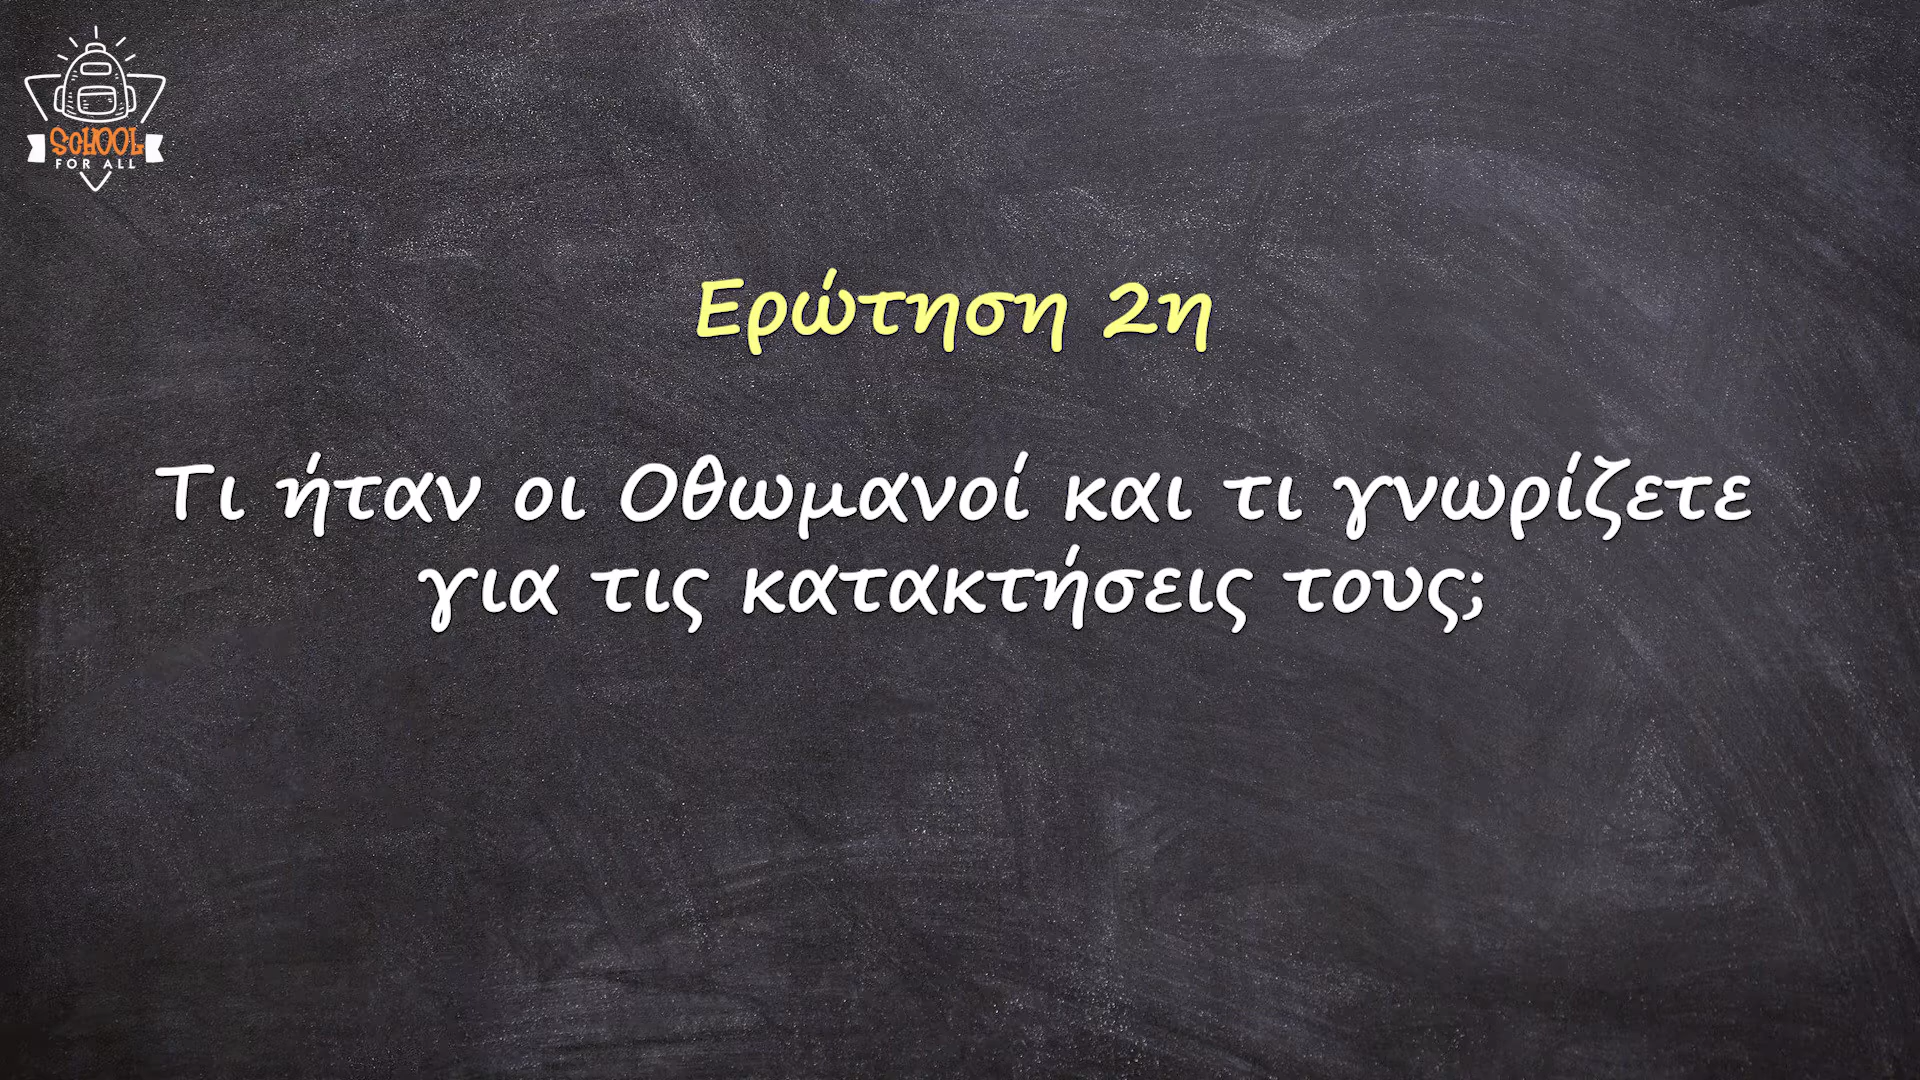 SCHOOL
FOR ALL
Ερώτηση 2η
Τι ήταν οι Οθωμανοί και τι γνωρίζετε
για τις κατακτήσεις τους;